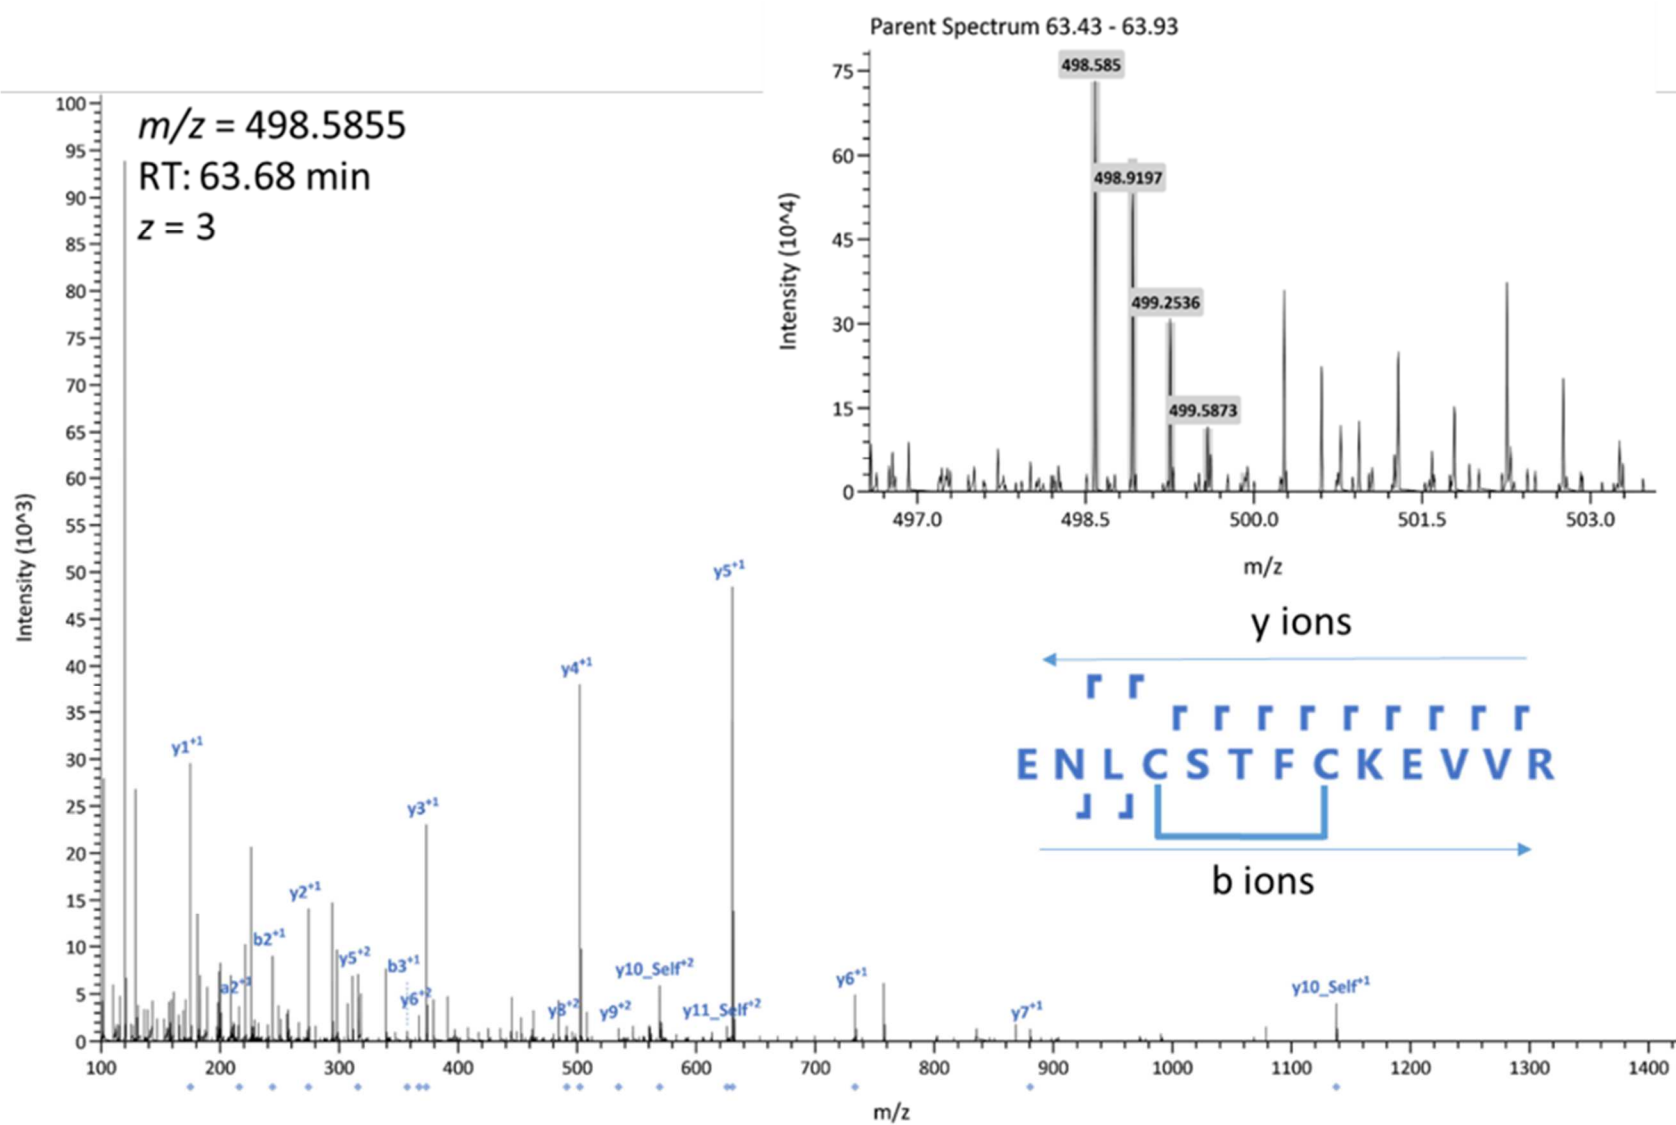 Parent Spectrum 63.43 - 63.93
75
60
45
30
15
0
Intensity (10^4)
498.585
498.9197
499.2536
499.5873
497.0 498.5 500.0 501.5 503.0
m/z
m/z = 498.5855
RT: 63.68 min
z = 3
100
95
90
85
80
75
70
65
60
55
50
45
40
35
30
25
20
15
10
5
0
Intensity (10^3)
y5+1
y4+1
y1+1
y3+1
y2+1
b2+1
y5+2
b3+1
a2+1
y6+2
y10_Self+2
y8+2
y9+2
y11_Self+2
y6+1
y7+1
y10_Self+1
100 200 300 400 500 600 700 800 900 1000 1100 1200 1300 1400
m/z
y ions
E N L C S T F C K E V V R
b ions